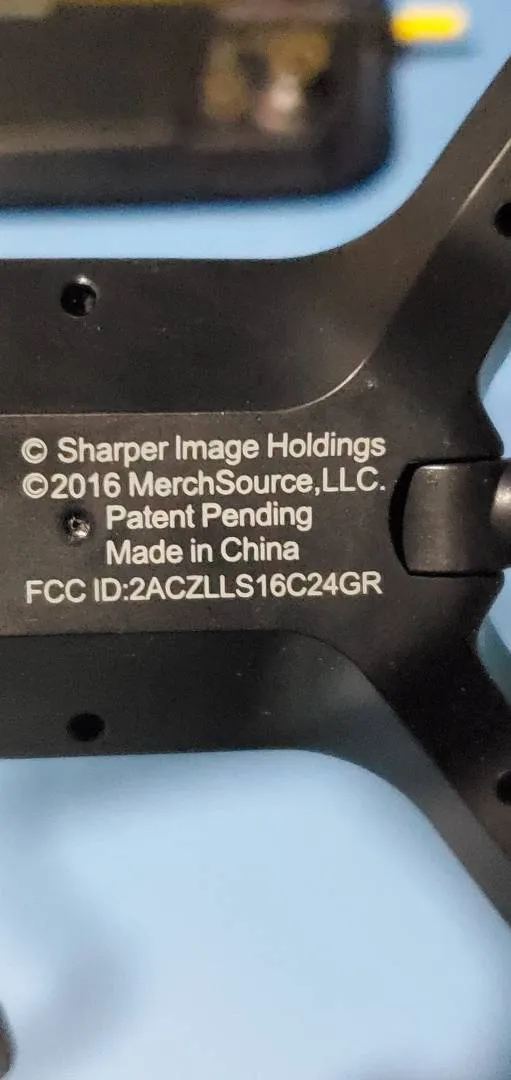 © Sharper Image Holdings
©2016 MerchSource,LLC.
Patent Pending
Made in China
FCC ID:2ACZLLS16C24GR